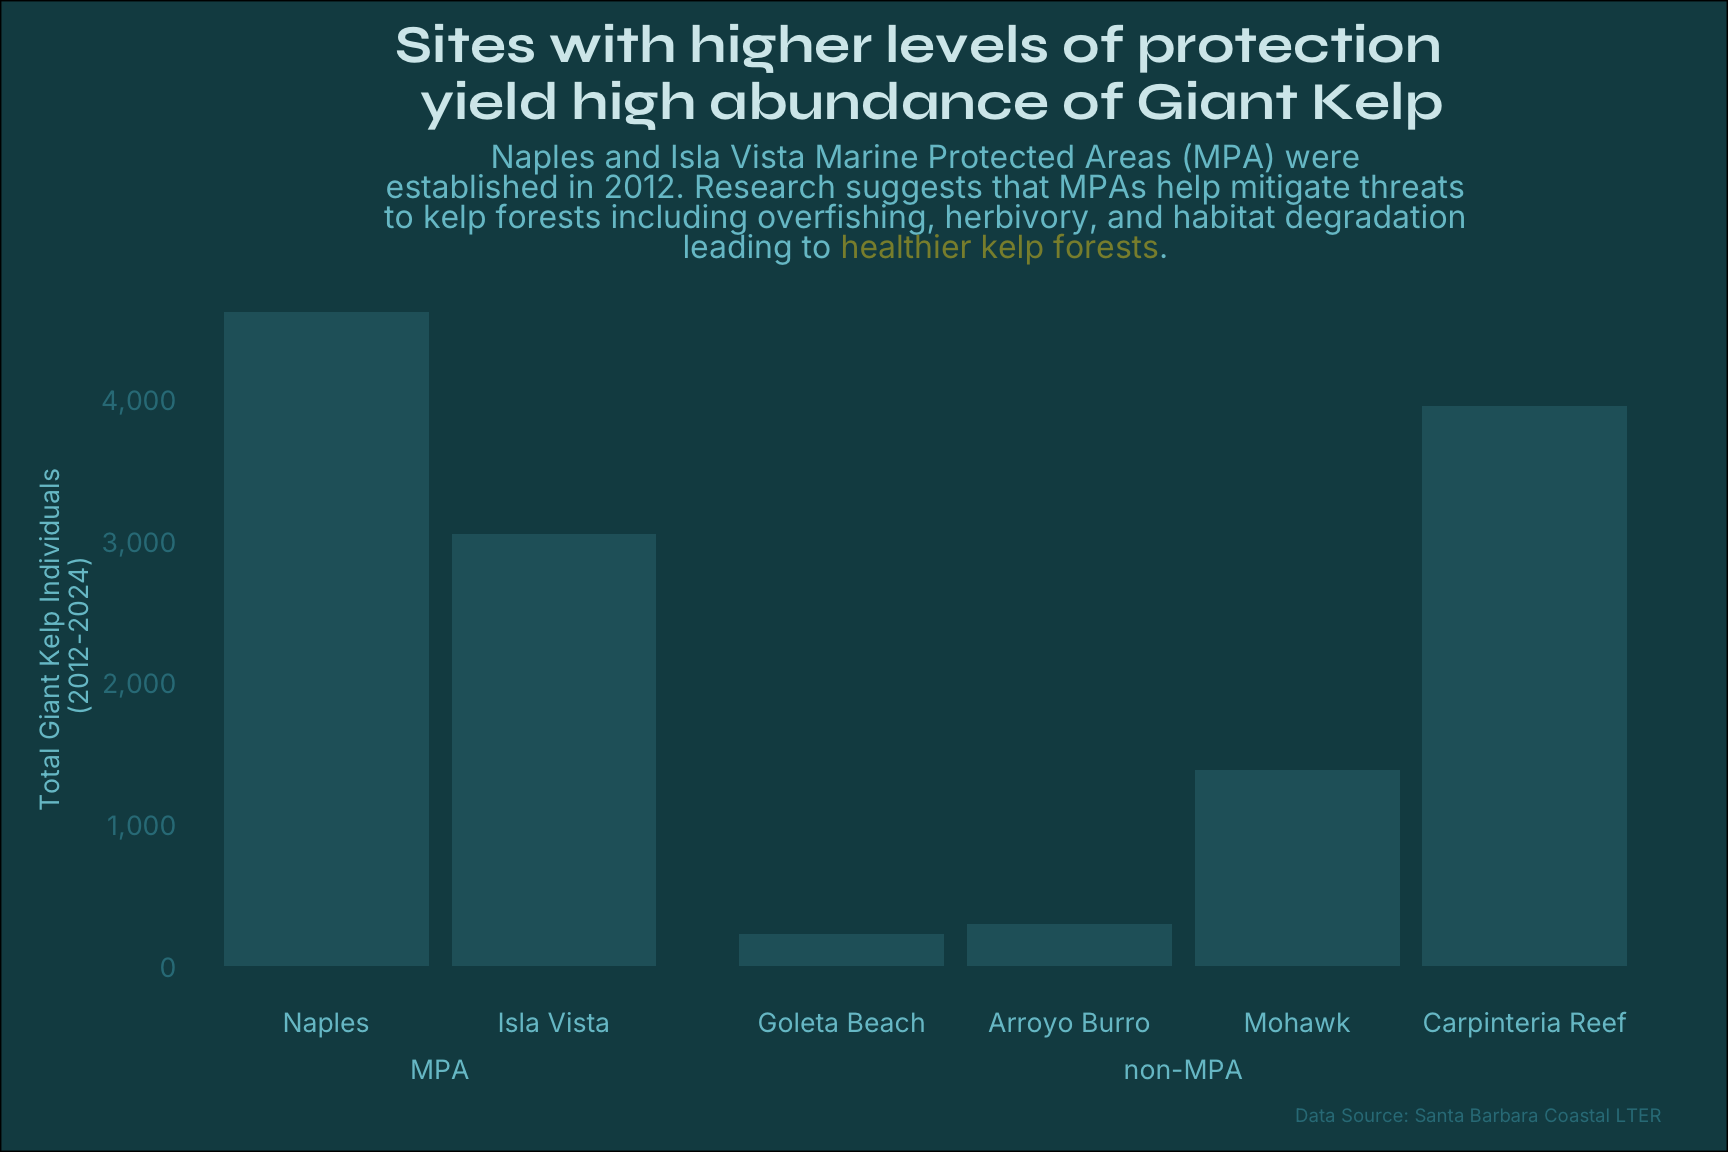 Sites with higher levels of protection
yield high abundance of Giant Kelp
Naples and Isla Vista Marine Protected Areas (MPA) were
established in 2012. Research suggests that MPAs help mitigate threats
to kelp forests including overfishing, herbivory, and habitat degradation
leading to healthier kelp forests.
Total Giant Kelp Individuals
(2012-2024)
4,000
3,000
2,000
1,000
0
Naples
Isla Vista
Goleta Beach
Arroyo Burro
Mohawk
Carpinteria Reef
MPA
non-MPA
Data Source: Santa Barbara Coastal LTER